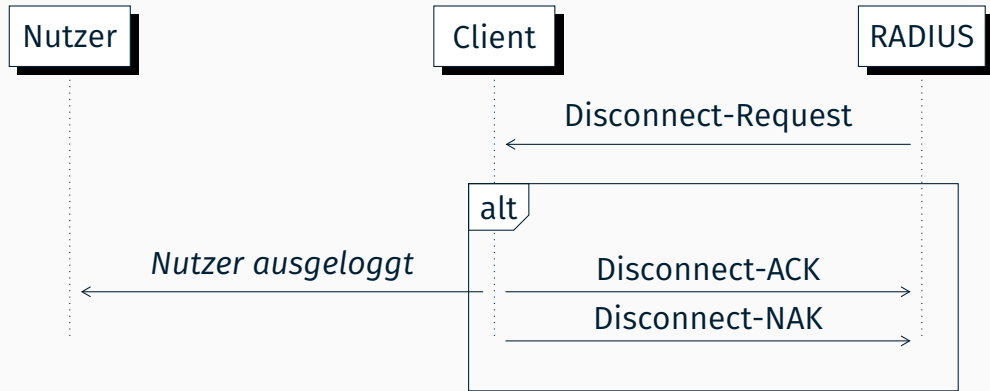 Nutzer
Client
RADIUS
Disconnect-Request
alt
Nutzer ausgeloggt
Disconnect-ACK
Disconnect-NAK